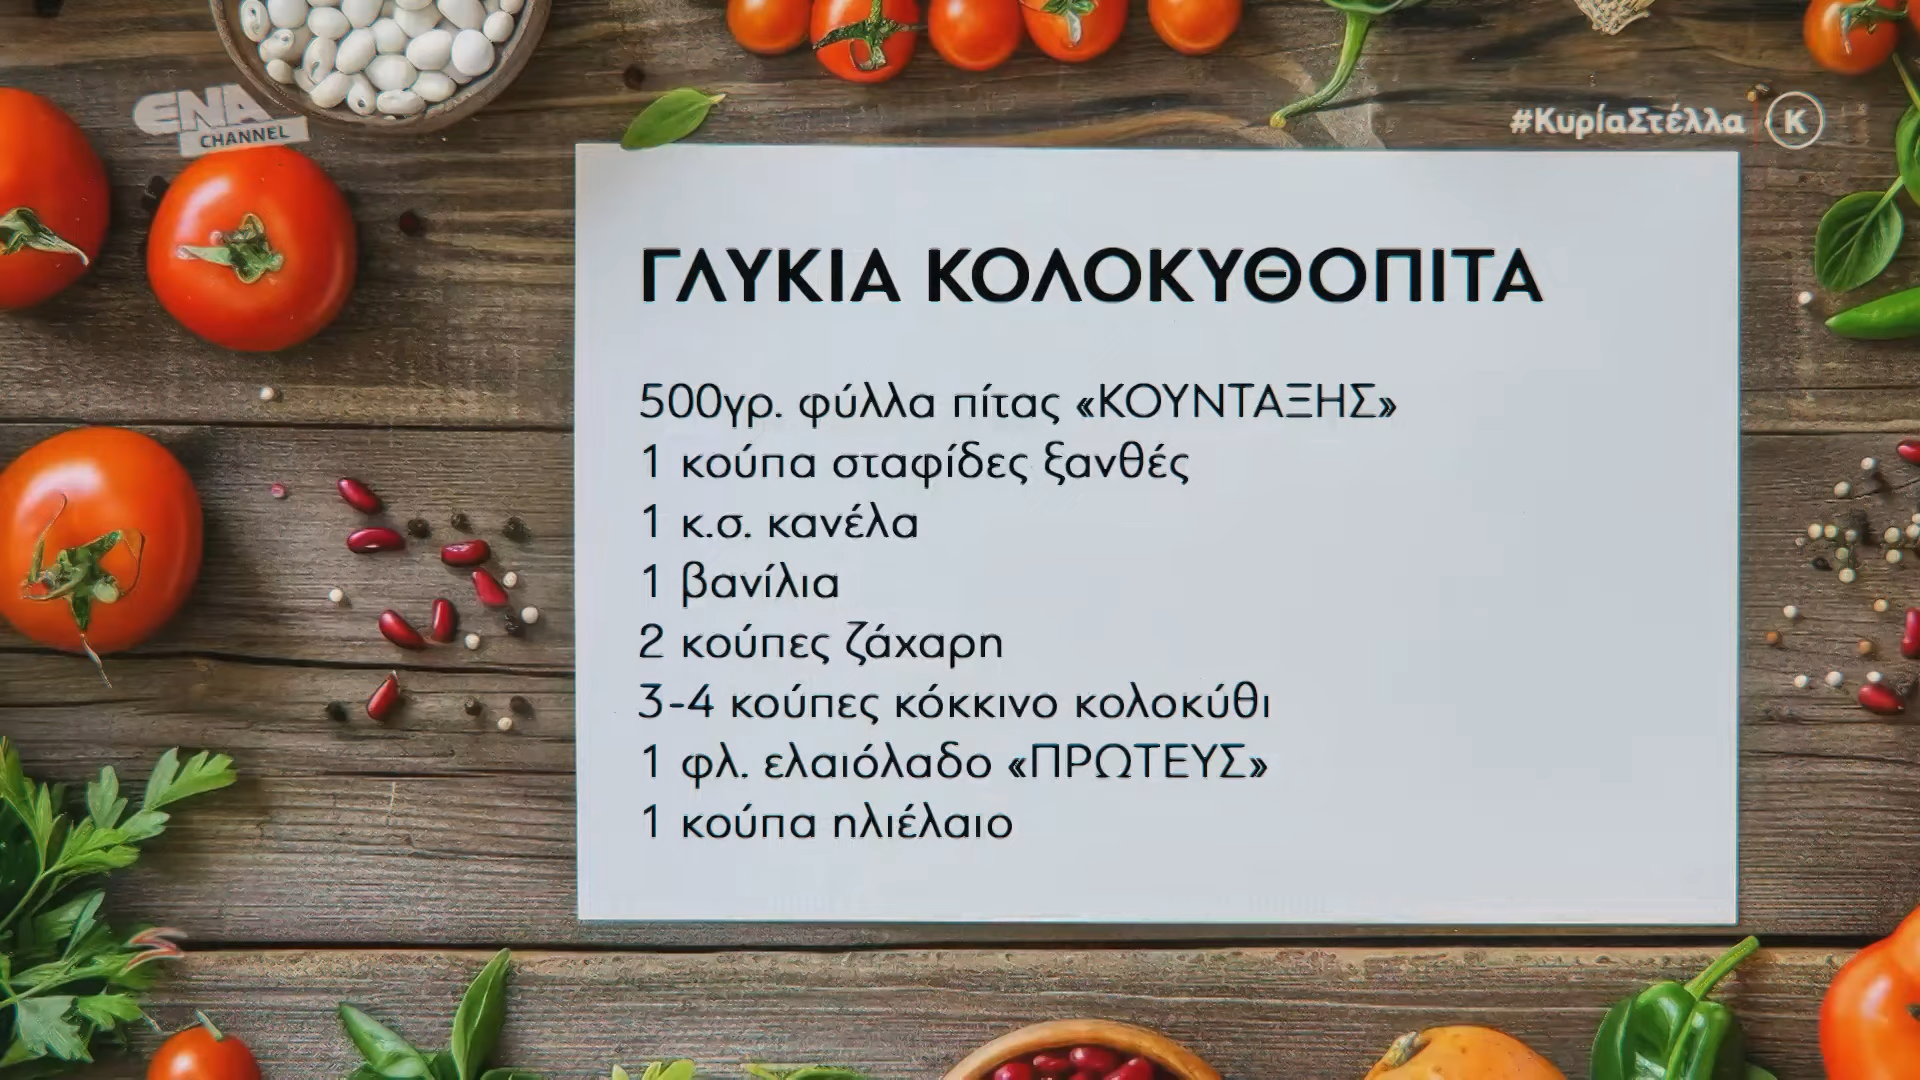 ENA
CHANNEL
#ΚυρίαΣτέλλα K
ΓΛΥΚΙΑ ΚΟΛΟΚΥΘΟΠΙΤΑ
500γρ. φύλλα πίτας «ΚΟΥΝΤΑΞΗΣ»
1 κούπα σταφίδες ξανθές
1 κ.σ. κανέλα
1 βανίλια
2 κούπες ζάχαρη
3-4 κούπες κόκκινο κολοκύθι
1 φλ. ελαιόλαδο «ΠΡΩΤΕΥΣ»
1 κούπα ηλιέλαιο